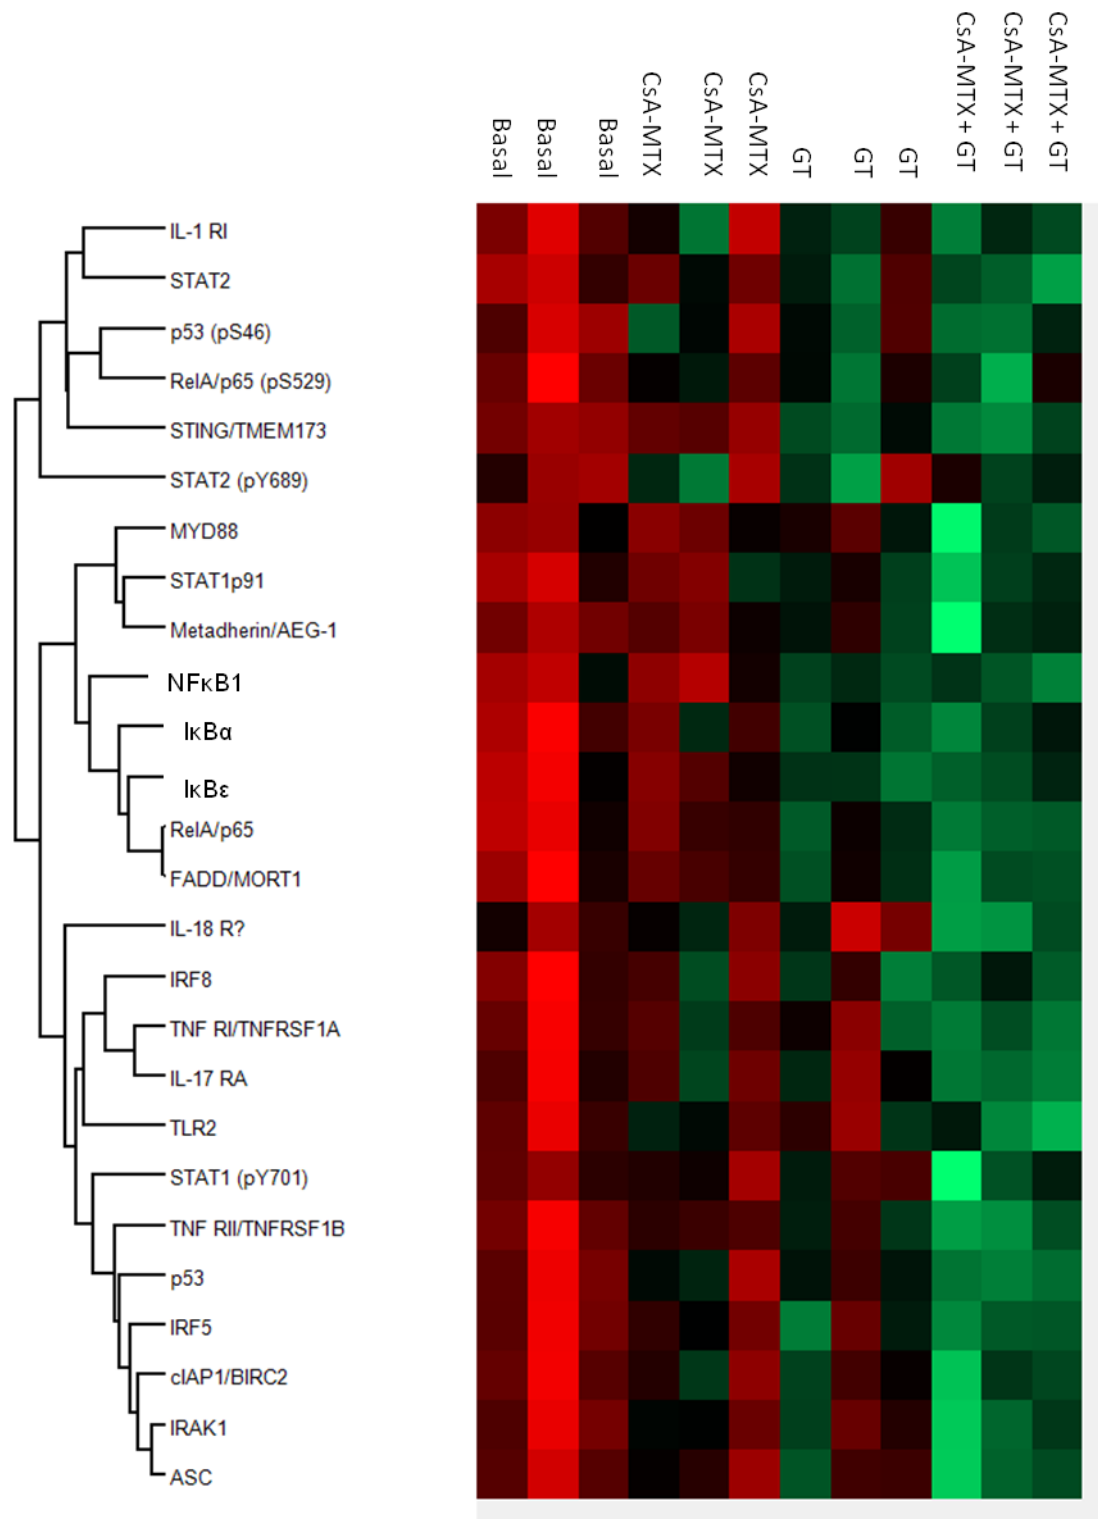 Basal
Basal
Basal
CsA-MTX
CsA-MTX
CsA-MTX
GT
GT
GT
CsA-MTX + GT
CsA-MTX + GT
CsA-MTX + GT
IL-1 RI
STAT2
p53 (pS46)
RelA/p65 (pS529)
STING/TMEM173
STAT2 (pY689)
MYD88
STAT1p91
Metadherin/AEG-1
NFκB1
IκBα
IκBε
RelA/p65
FADD/MORT1
IL-18 R?
IRF8
TNF RI/TNFRSF1A
IL-17 RA
TLR2
STAT1 (pY701)
TNF RII/TNFRSF1B
p53
IRF5
cIAP1/BIRC2
IRAK1
ASC